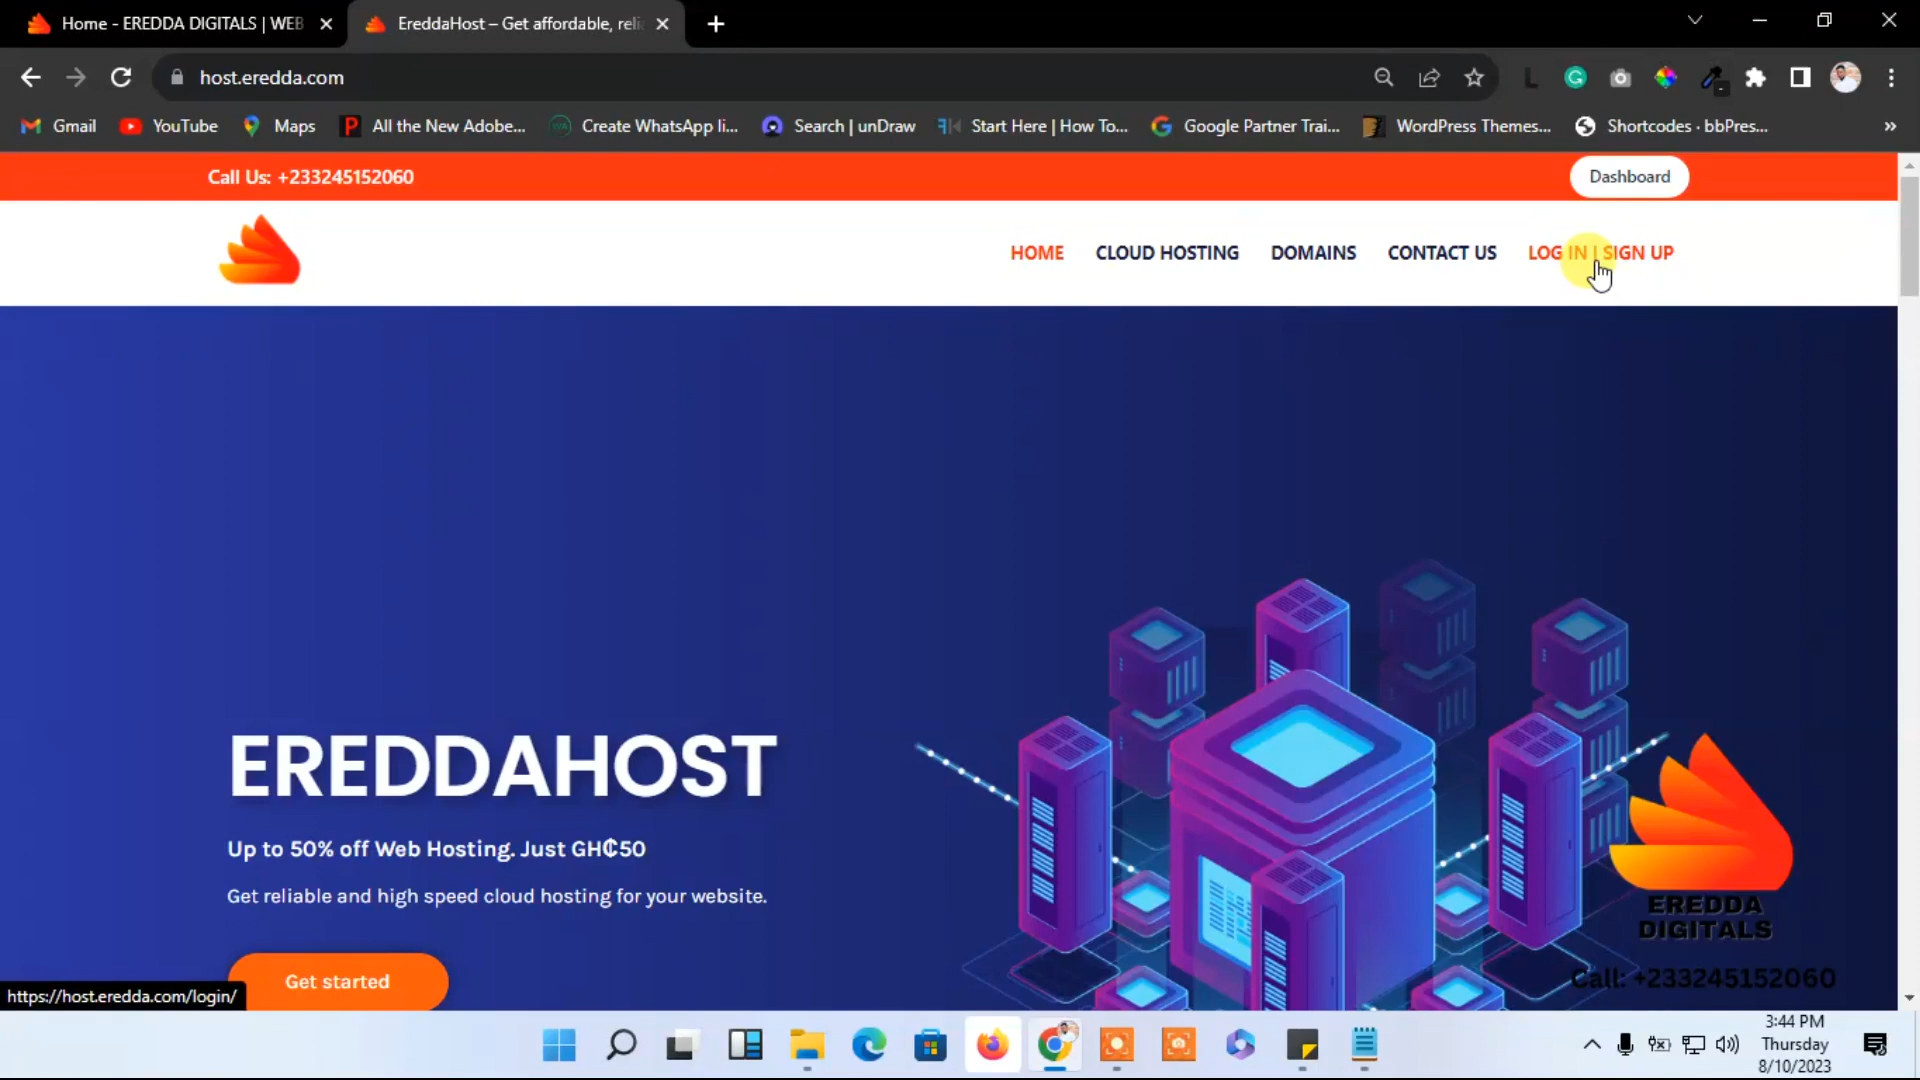 Home - EREDDA DIGITALS | WEB
EreddaHost – Get affordable, reli
host.eredda.com
Gmail
YouTube
Maps
All the New Adobe...
Create WhatsApp li...
Search | unDraw
Start Here | How To...
Google Partner Trai...
WordPress Themes...
Shortcodes · bbPres...
»
Call Us: +233245152060
Dashboard
HOME
CLOUD HOSTING
DOMAINS
CONTACT US
LOG IN | SIGN UP
EREDDAHOST
Up to 50% off Web Hosting. Just GH₵50
Get reliable and high speed cloud hosting for your website.
Get started
EREDDA
DIGITALS
Call: +233245152060
https://host.eredda.com/login/
3:44 PM
Thursday
8/10/2023